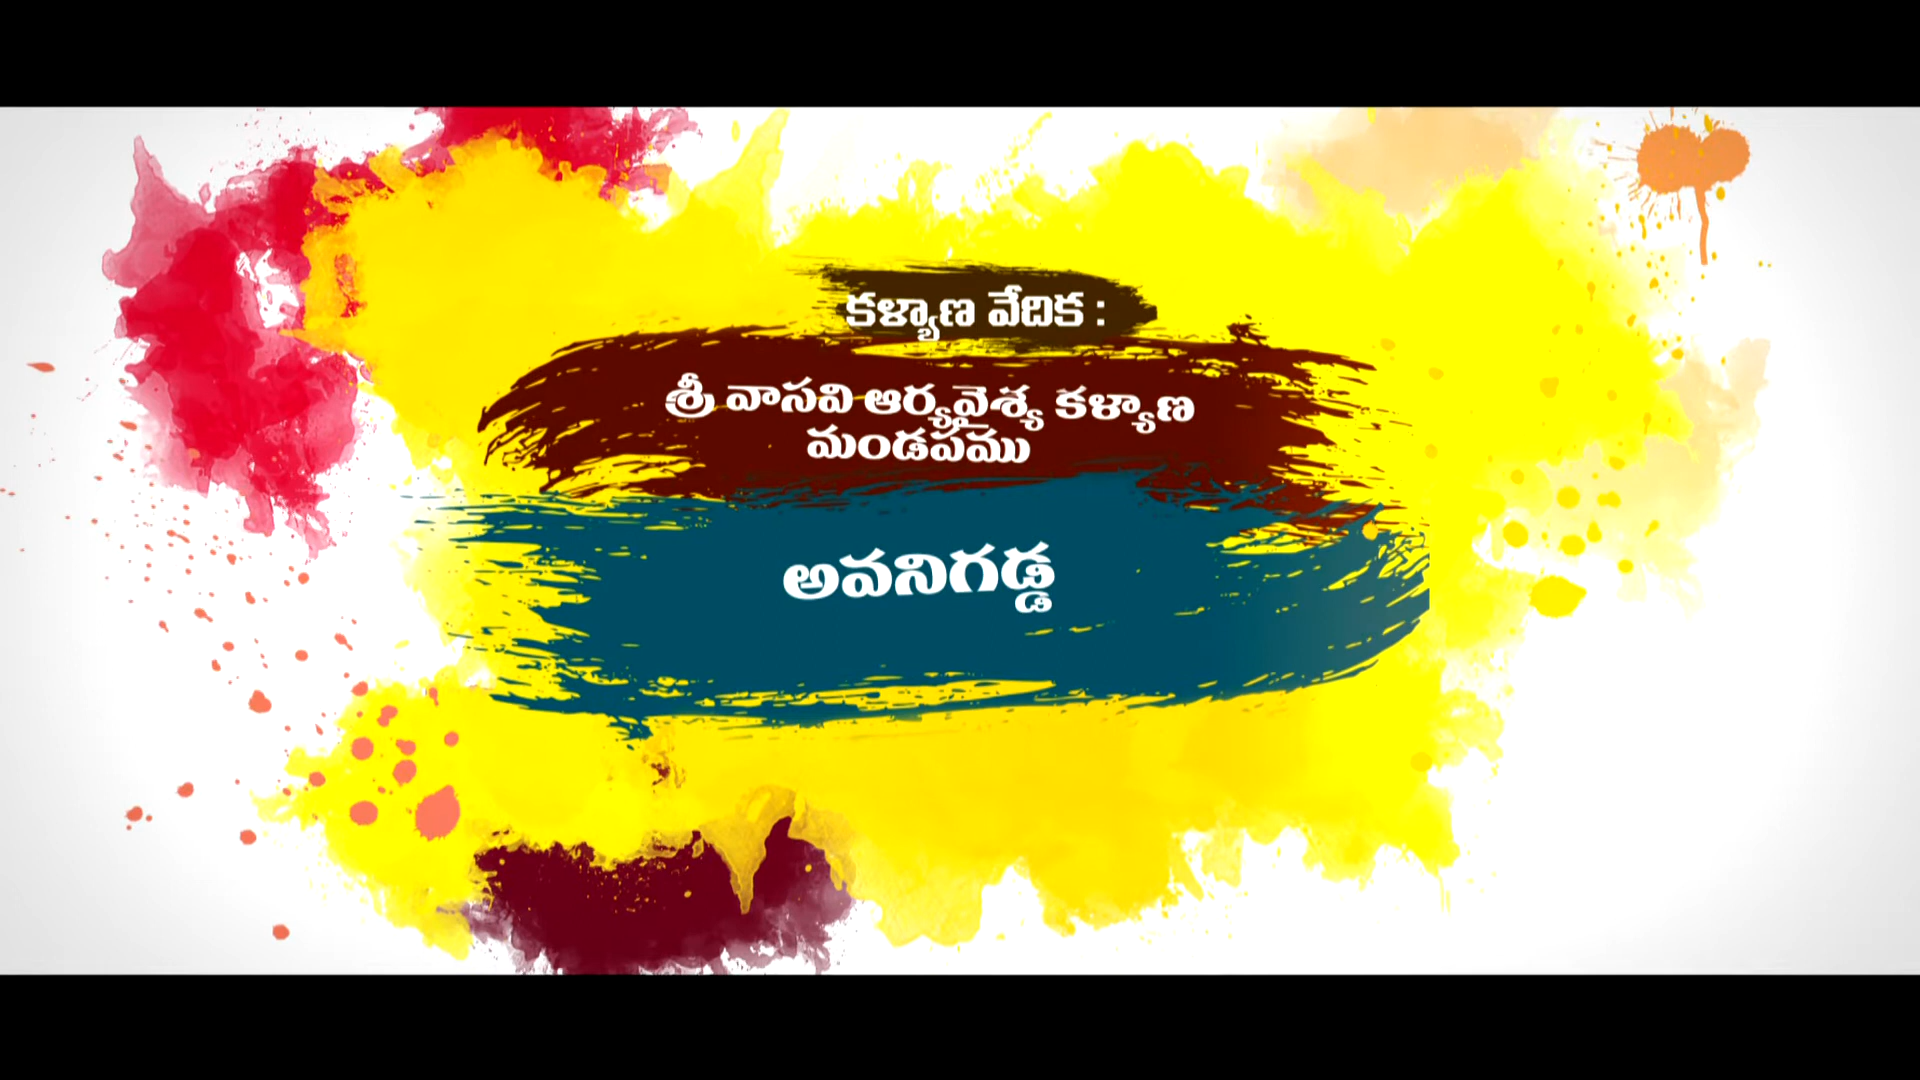 కళ్యాణ వేదిక :
శ్రీ వాసవి ఆర్యవైశ్య కళ్యాణ
మండపము
అవనిగడ్డ